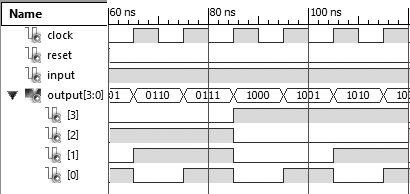 Name 60 ns 80 ns 100 ns
clock
reset
input
output[3:0] 01 0110 0111 1000 1001 1010 10
[3]
[2]
[1]
[0]